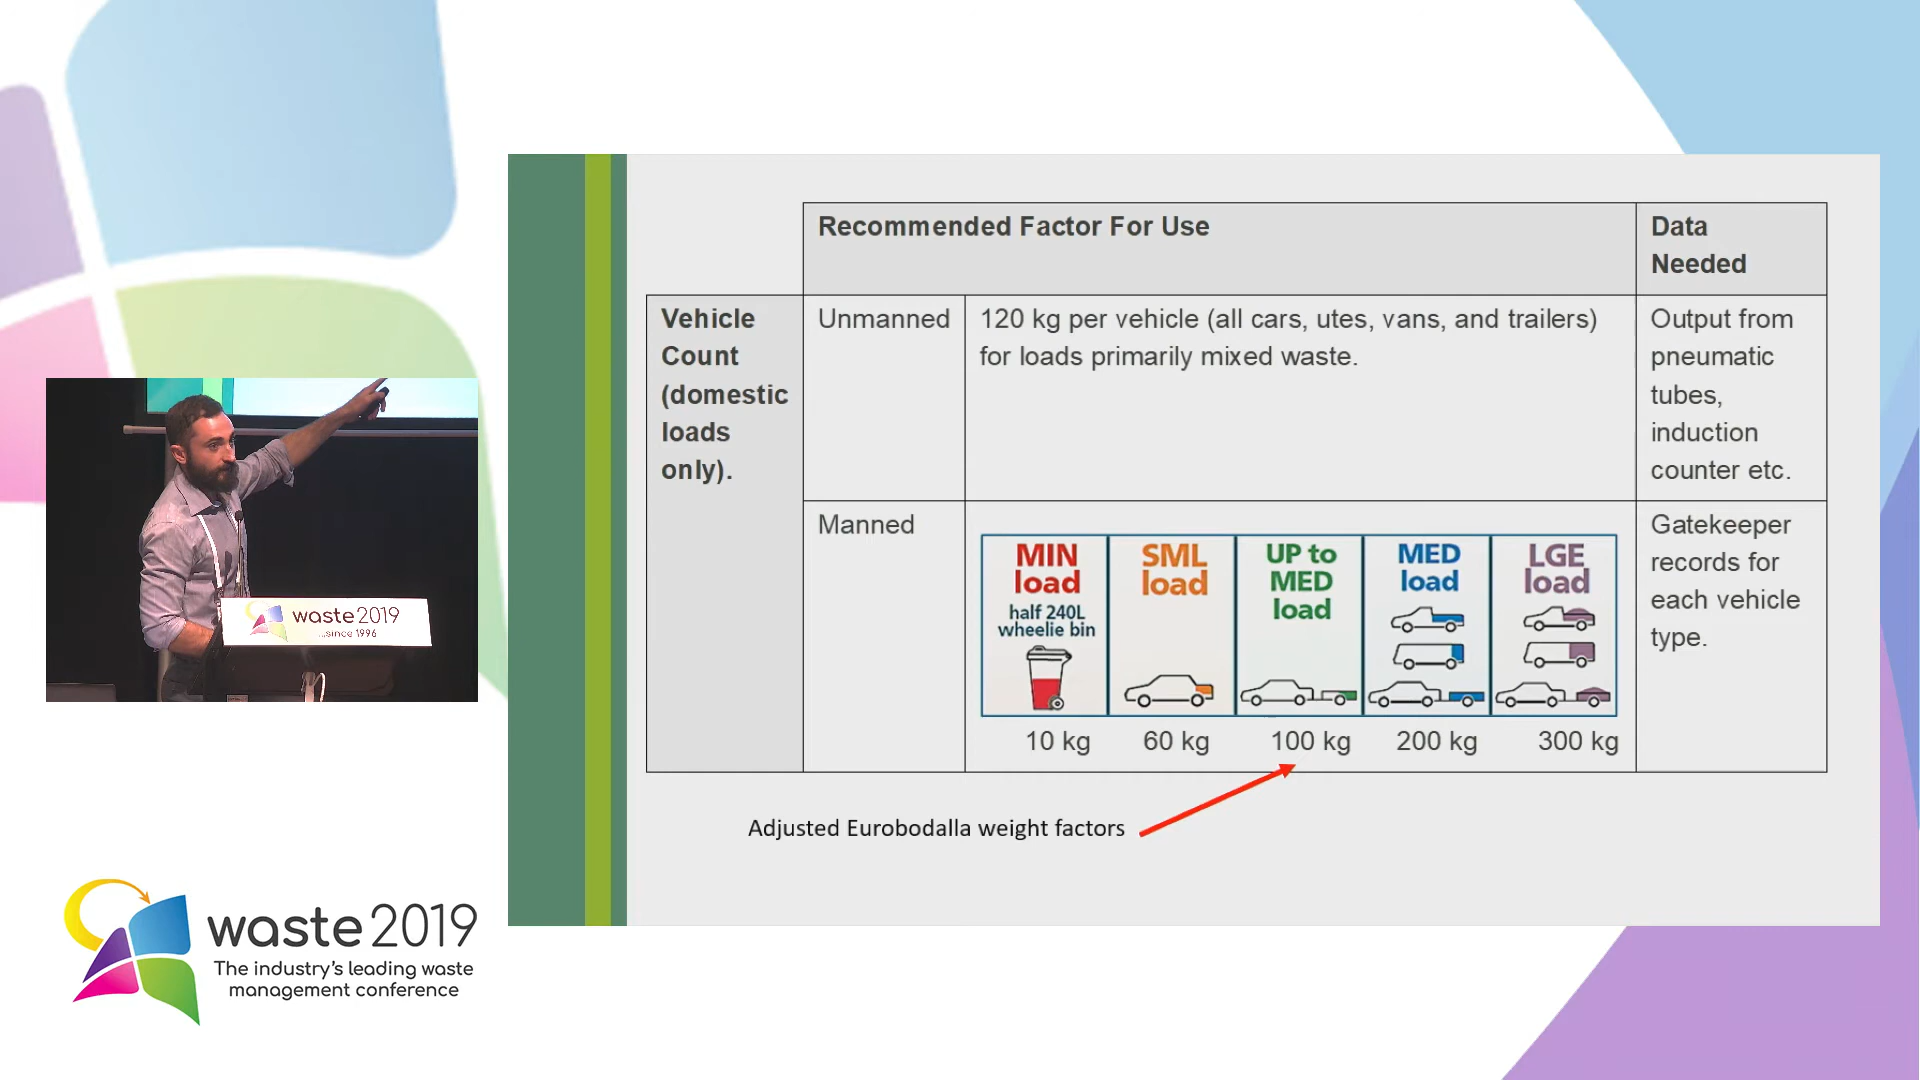 Recommended Factor For Use
Data
Needed
Vehicle
Count
(domestic
loads
only).
Unmanned
120 kg per vehicle (all cars, utes, vans, and trailers)
for loads primarily mixed waste.
Output from
pneumatic
tubes,
induction
counter etc.
Manned
MIN
load
half 240L
wheelie bin
SML
load
UP to
MED
load
MED
load
LGE
load
10 kg
60 kg
100 kg
200 kg
300 kg
Gatekeeper
records for
each vehicle
type.
Adjusted Eurobodalla weight factors
waste 2019
...since 1996
waste 2019
The industry's leading waste
management conference